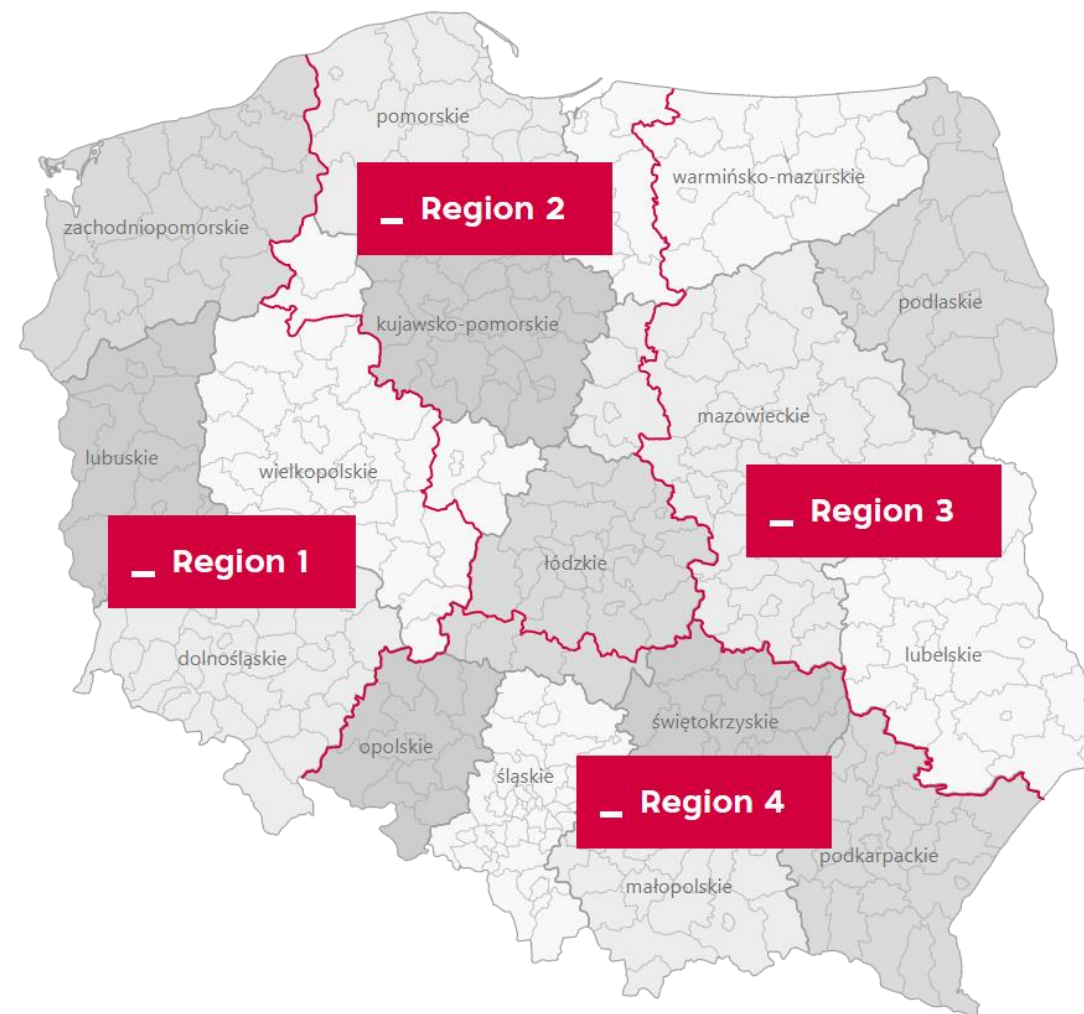 pomorskie
warmińsko-mazurskie
_ Region 2
zachodniopomorskie
podlaskie
kujawsko-pomorskie
mazowieckie
lubuskie
wielkopolskie
_ Region 3
_ Region 1
łódzkie
dolnośląskie
lubelskie
świętokrzyskie
opolskie
śląskie
_ Region 4
podkarpackie
małopolskie